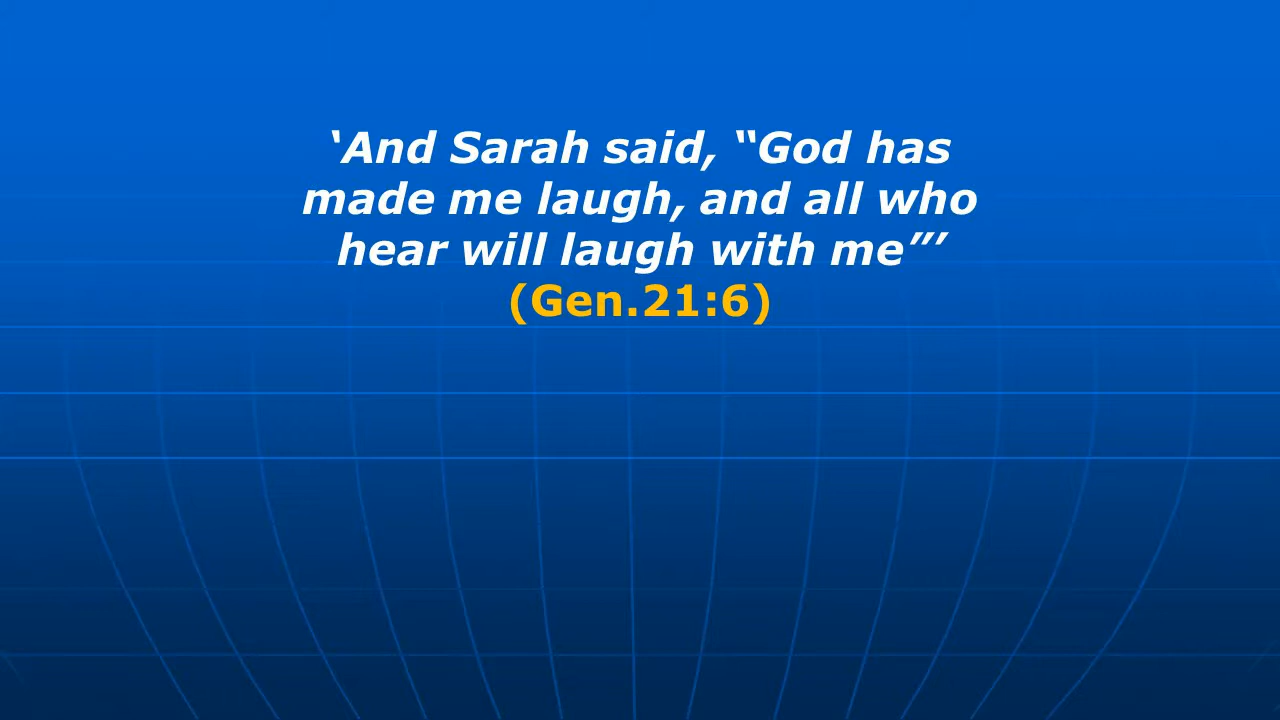 ‘And Sarah said, “God has
made me laugh, and all who
hear will laugh with me”’
(Gen.21:6)